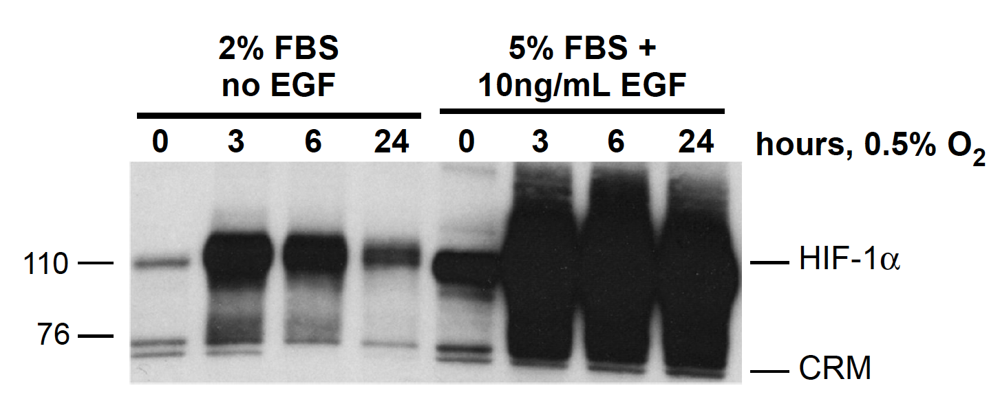 2% FBS
no EGF
5% FBS +
10ng/mL EGF
0 3 6 24 0 3 6 24 hours, 0.5% O₂
110
HIF-1α
76
CRM